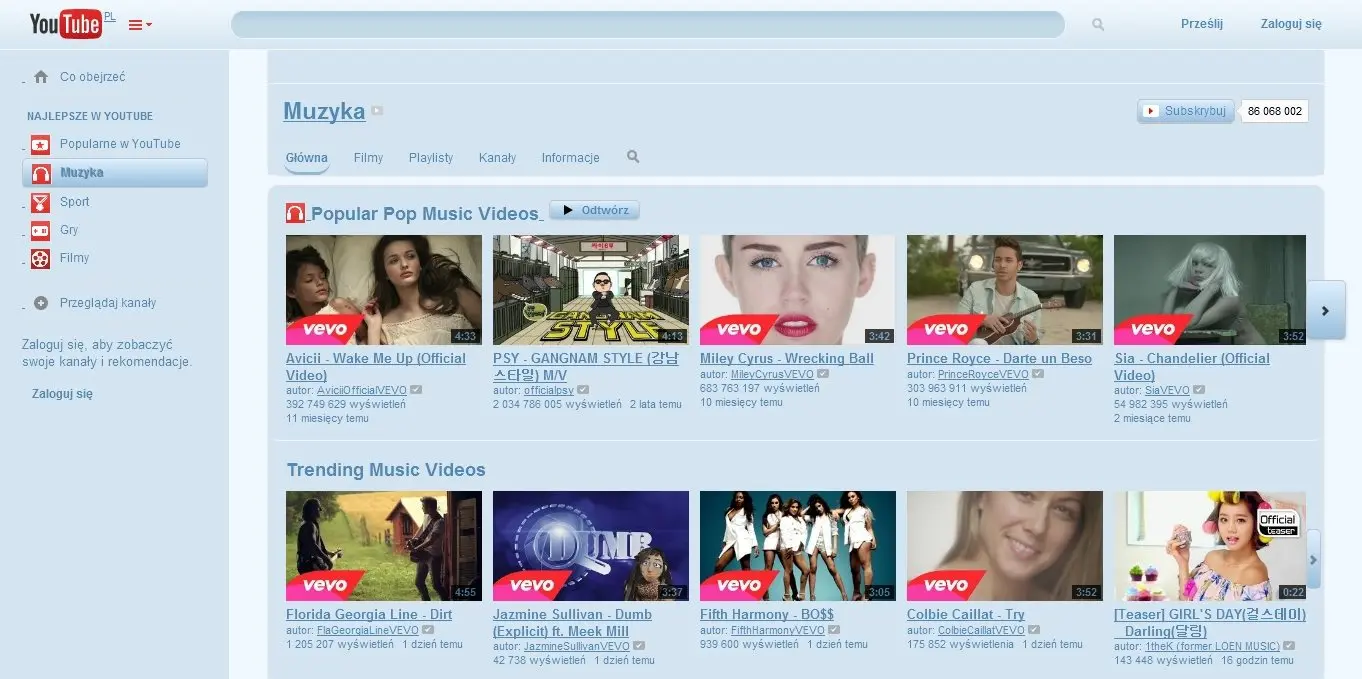 YouTube PL
Prześlij
Zaloguj się
Co obejrzeć
NAJLEPSZE W YOUTUBE
Popularne w YouTube
Muzyka
Sport
Gry
Filmy
Przeglądaj kanały
Zaloguj się, aby zobaczyć
swoje kanały i rekomendacje.
Zaloguj się
Muzyka
Subskrybuj 86 068 002
Główna Filmy Playlisty Kanały Informacje
Popular Pop Music Videos Odtwórz
vevo 4:33
Avicii - Wake Me Up (Official
Video)
autor: AviciiOfficialVEVO
392 749 629 wyświetleń
11 miesięcy temu
GANGNAM
STYLE
4:13
PSY - GANGNAM STYLE (강남
스타일) M/V
autor: officialpsy
2 034 786 005 wyświetleń 2 lata temu
vevo 3:42
Miley Cyrus - Wrecking Ball
autor: MileyCyrusVEVO
683 763 197 wyświetleń
10 miesięcy temu
vevo 3:31
Prince Royce - Darte un Beso
autor: PrinceRoyceVEVO
303 963 911 wyświetleń
10 miesięcy temu
vevo 3:52
Sia - Chandelier (Official
Video)
autor: SiaVEVO
54 982 395 wyświetleń
2 miesiące temu
Trending Music Videos
vevo 4:55
Florida Georgia Line - Dirt
autor: FlaGeorgiaLineVEVO
1 205 207 wyświetleń 1 dzień temu
DUMB
vevo 3:37
Jazmine Sullivan - Dumb
(Explicit) ft. Meek Mill
autor: JazmineSullivanVEVO
42 738 wyświetleń 1 dzień temu
vevo 3:05
Fifth Harmony - BO$$
autor: FifthHarmonyVEVO
939 600 wyświetleń 1 dzień temu
vevo 3:52
Colbie Caillat - Try
autor: ColbieCaillatVEVO
175 852 wyświetlenia 1 dzień temu
Official
teaser
0:22
[Teaser] GIRL'S DAY(걸스데이)
_ Darling(달링)
autor: 1theK (former LOEN MUSIC)
143 448 wyświetleń 16 godzin temu